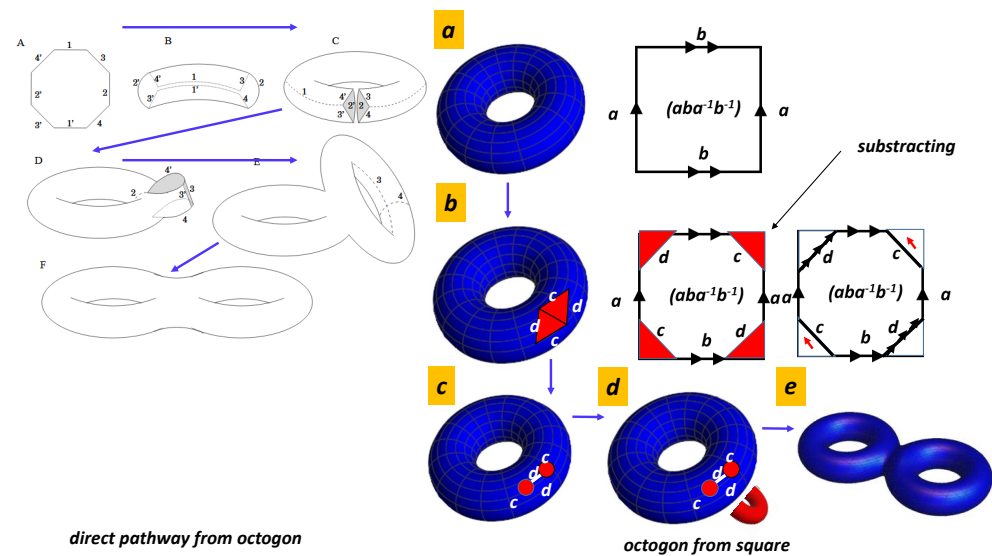 A
B
C
1
4'
3
2'
2
3'
1'
4
2'
4'
1
3
2
3'
1'
4
1
4'
3
2'
2
3'
4
D
E
4'
2
3
3'
4
3
4
F
direct pathway from octogon
a
b
a
(aba⁻¹b⁻¹)
a
b
substracting
b
c
d
d
c
d
c
a
(aba⁻¹b⁻¹)
a
c
b
d
d
c
a
(aba⁻¹b⁻¹)
a
c
b
d
c
c
d
c
d
d
c
d
c
d
e
octogon from square